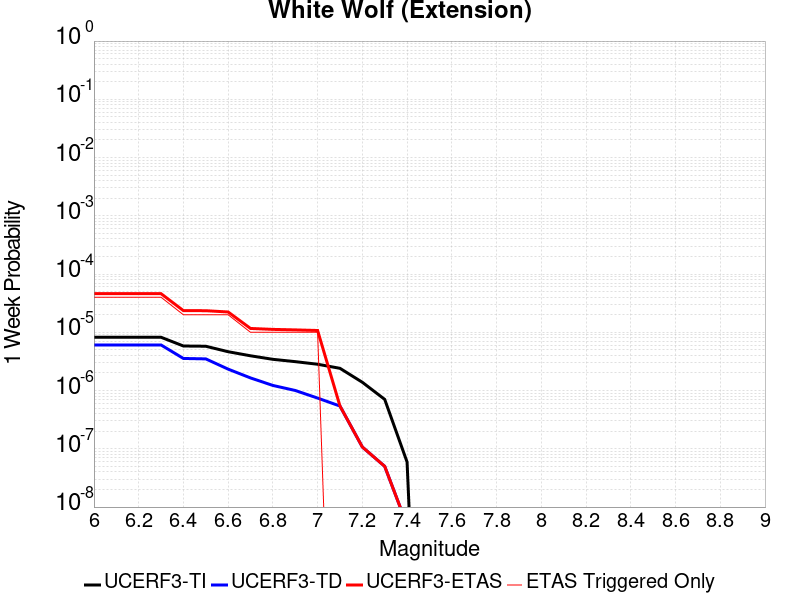 White Wolf (Extension)
10^0
10^-1
10^-2
10^-3
10^-4
10^-5
10^-6
10^-7
10^-8
1 Week Probability
6 6.2 6.4 6.6 6.8 7 7.2 7.4 7.6 7.8 8 8.2 8.4 8.6 8.8 9
Magnitude
UCERF3-TI UCERF3-TD UCERF3-ETAS ETAS Triggered Only